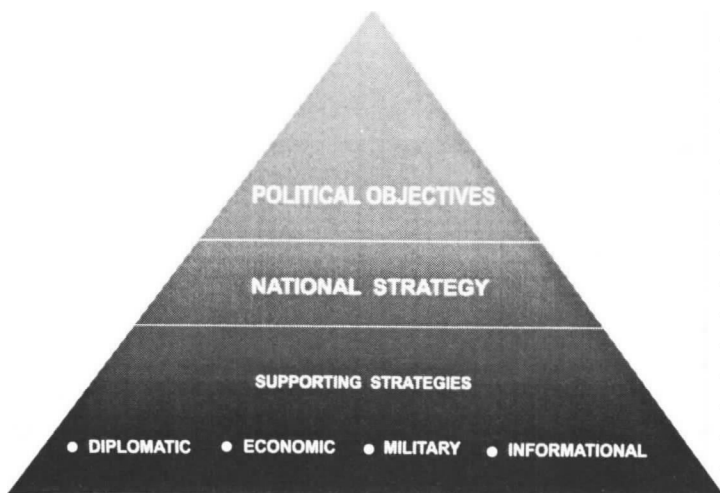 POLITICAL OBJECTIVES
NATIONAL STRATEGY
SUPPORTING STRATEGIES
● DIPLOMATIC ● ECONOMIC ● MILITARY ● INFORMATIONAL